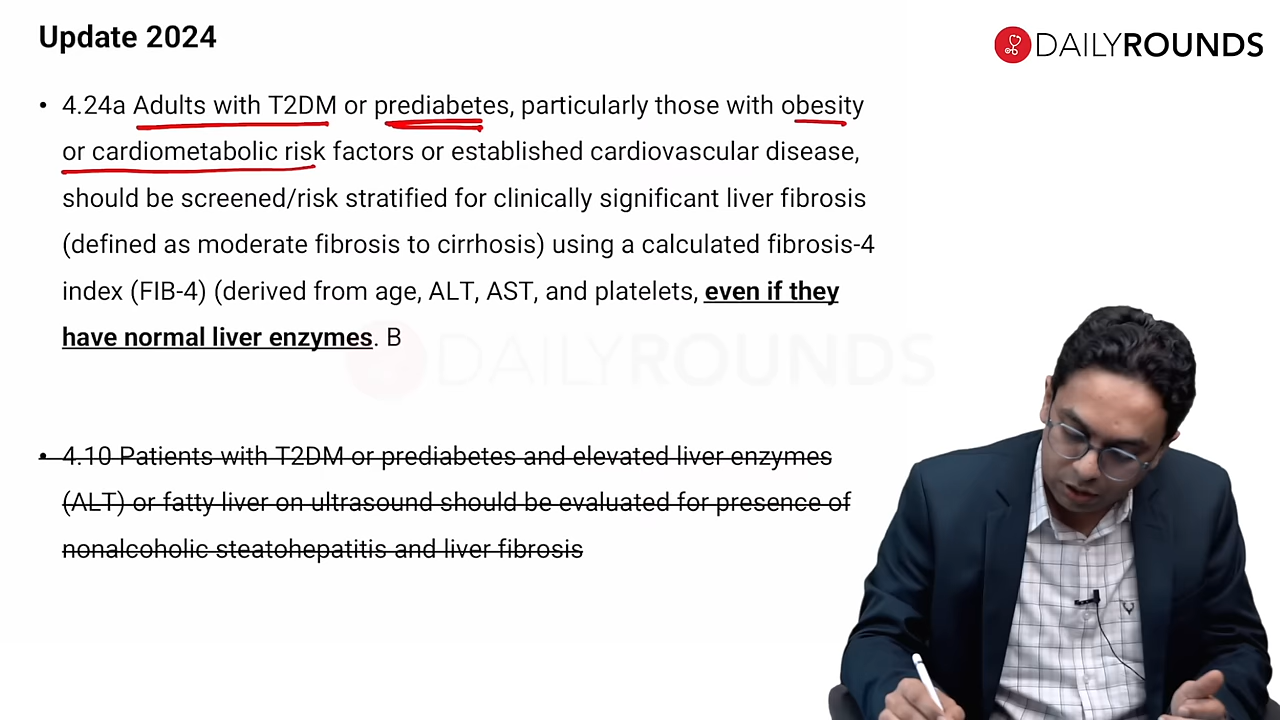 Update 2024
DAILYROUNDS
• 4.24a Adults with T2DM or prediabetes, particularly those with obesity
or cardiometabolic risk factors or established cardiovascular disease,
should be screened/risk stratified for clinically significant liver fibrosis
(defined as moderate fibrosis to cirrhosis) using a calculated fibrosis-4
index (FIB-4) (derived from age, ALT, AST, and platelets, even if they
have normal liver enzymes. B
DAILYROUNDS
• 4.10 Patients with T2DM or prediabetes and elevated liver enzymes
(ALT) or fatty liver on ultrasound should be evaluated for presence of
nonalcoholic steatohepatitis and liver fibrosis